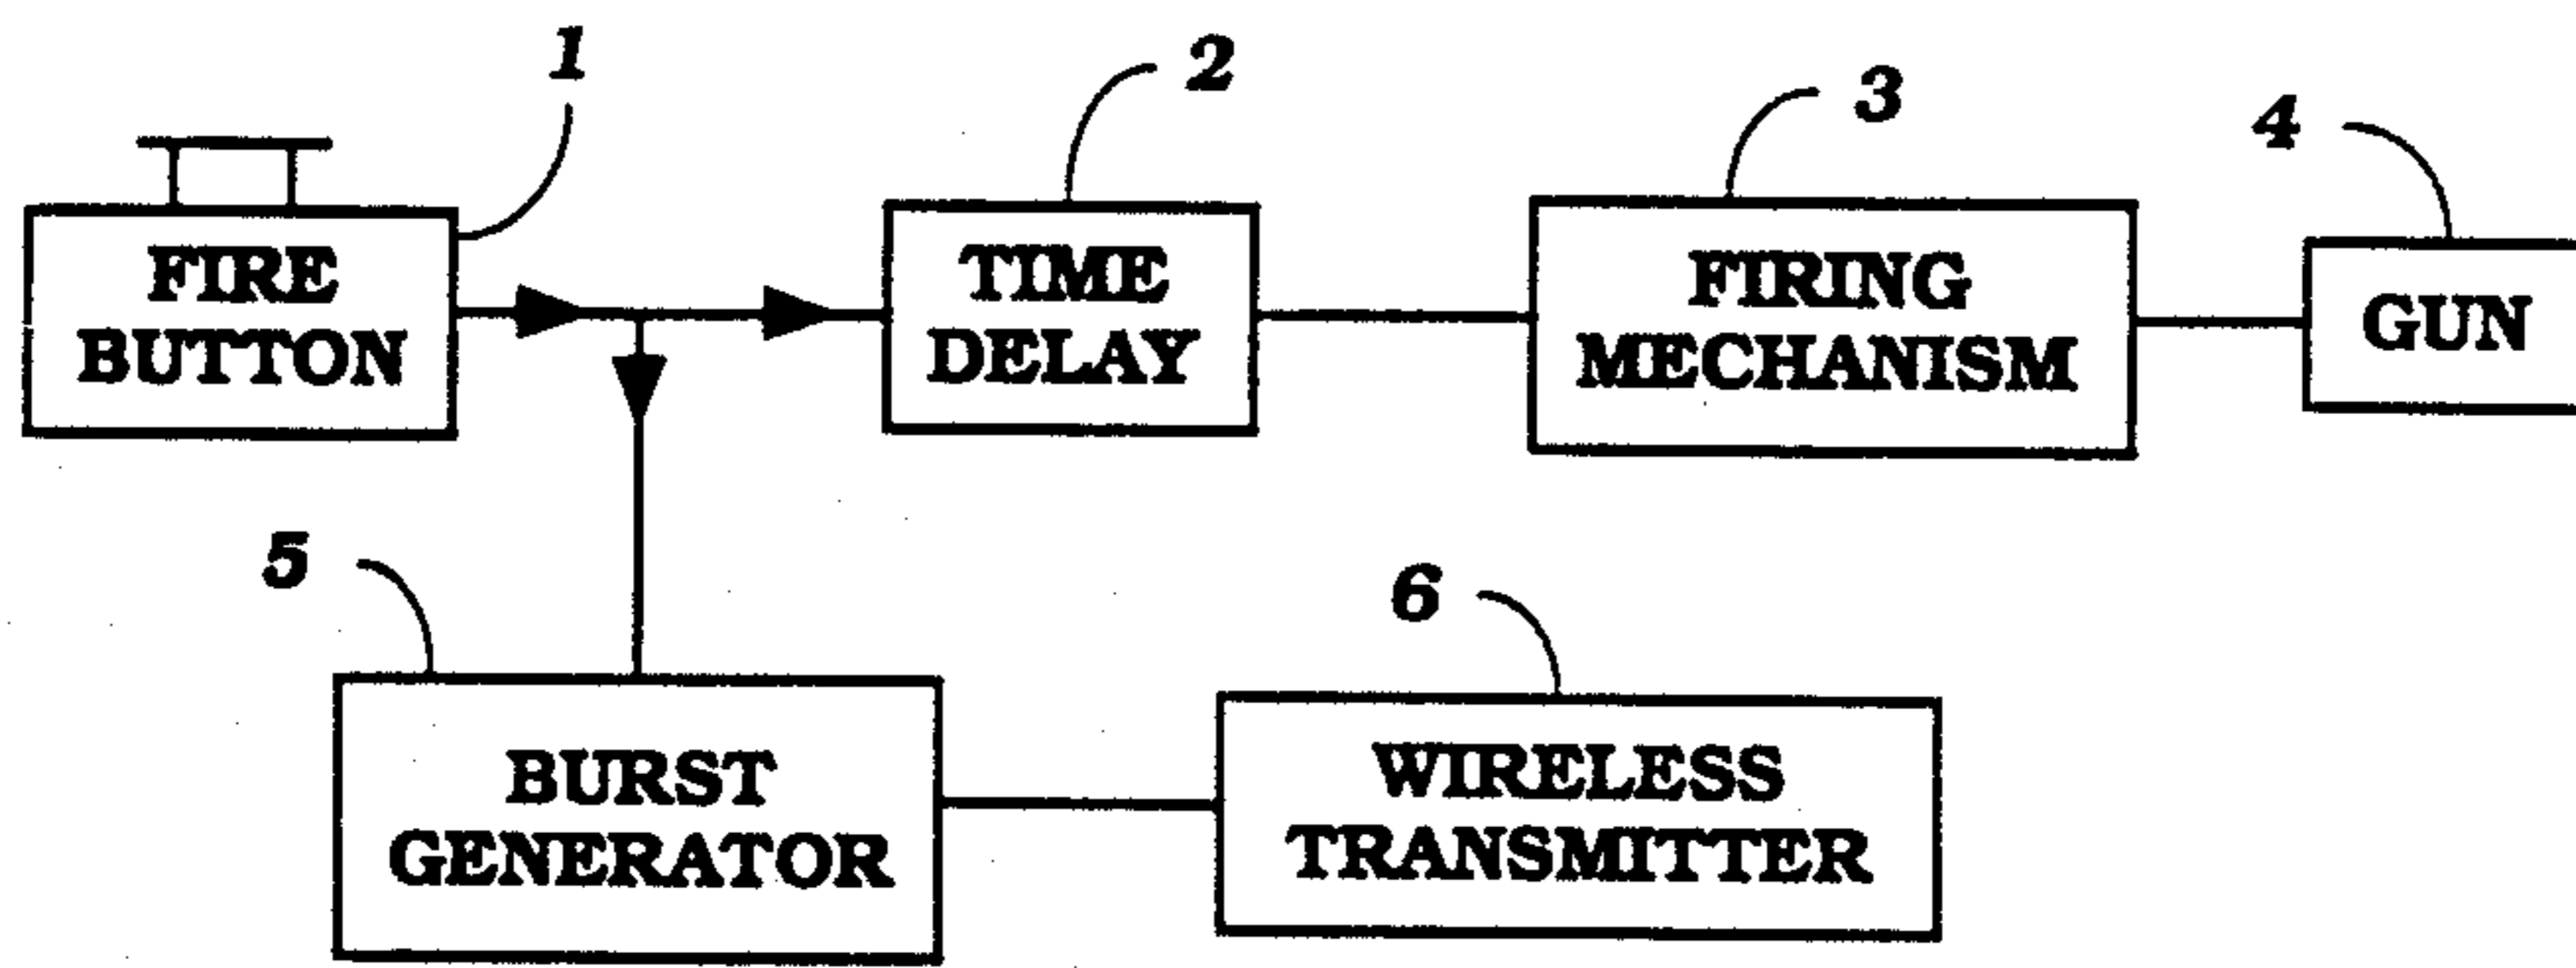 1
2
3
4
FIRE
BUTTON
TIME
DELAY
FIRING
MECHANISM
GUN
5
6
BURST
GENERATOR
WIRELESS
TRANSMITTER